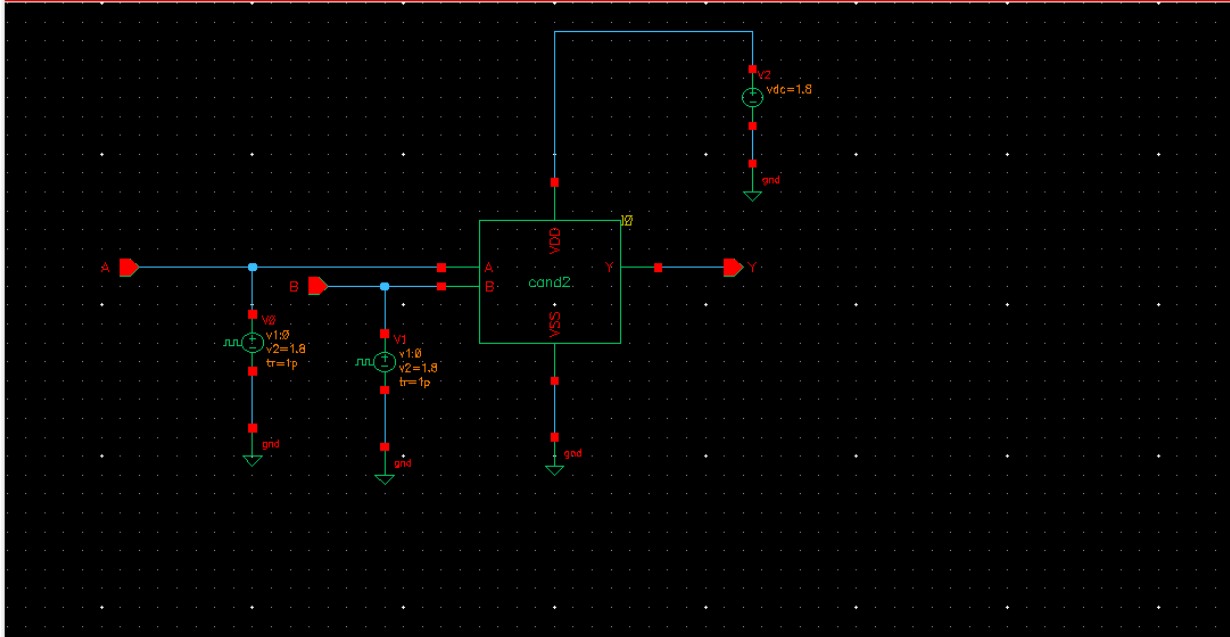 V2
vdc=1.8
gnd
I0
VDD
A
A
Y
Y
cand2
B
B
VSS
V0
v1:0
v2=1.8
tr=1p
V1
v1:0
v2=1.8
tr=1p
gnd
gnd
gnd